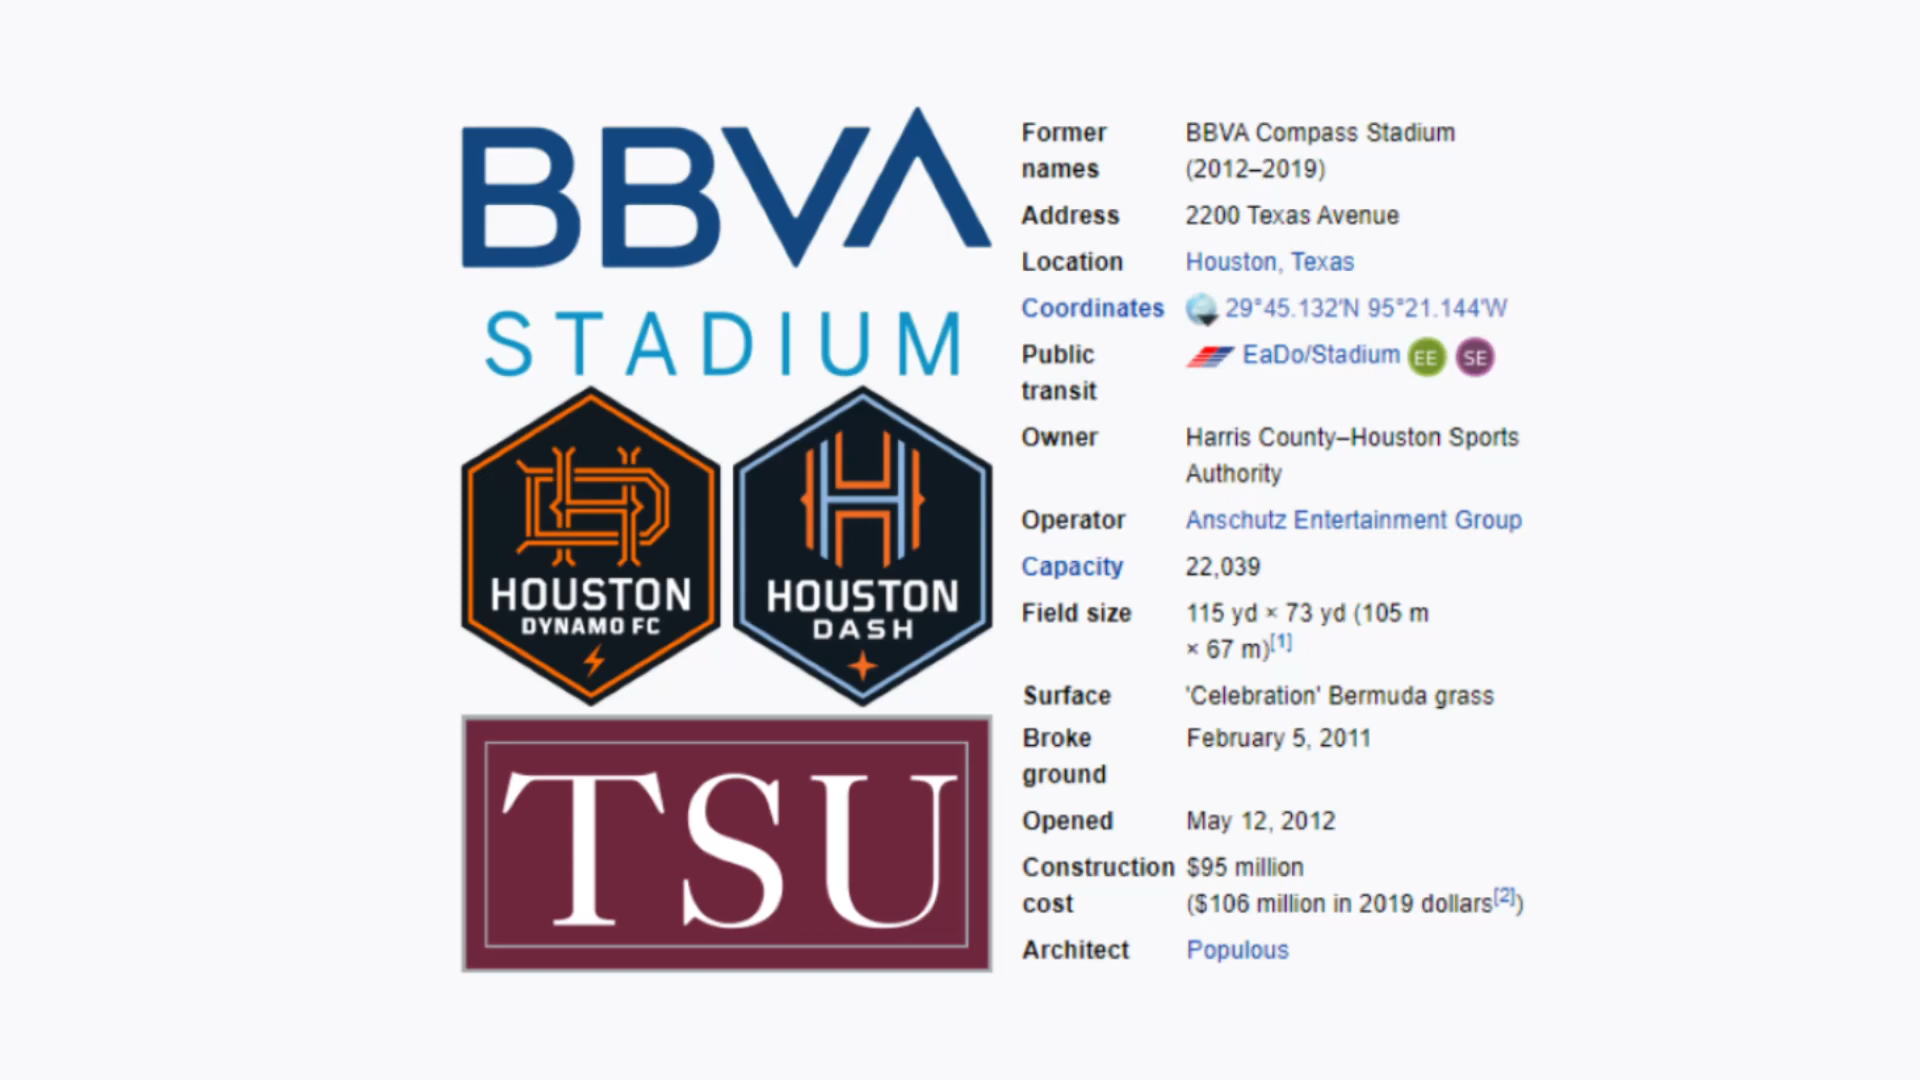 BBVA
STADIUM
HOUSTON
DYNAMO FC
HOUSTON
DASH
TSU
Former names BBVA Compass Stadium (2012–2019)
Address 2200 Texas Avenue
Location Houston, Texas
Coordinates 29°45.132′N 95°21.144′W
Public transit EaDo/Stadium EE SE
Owner Harris County–Houston Sports Authority
Operator Anschutz Entertainment Group
Capacity 22,039
Field size 115 yd × 73 yd (105 m × 67 m)[1]
Surface 'Celebration' Bermuda grass
Broke ground February 5, 2011
Opened May 12, 2012
Construction cost $95 million ($106 million in 2019 dollars[2])
Architect Populous